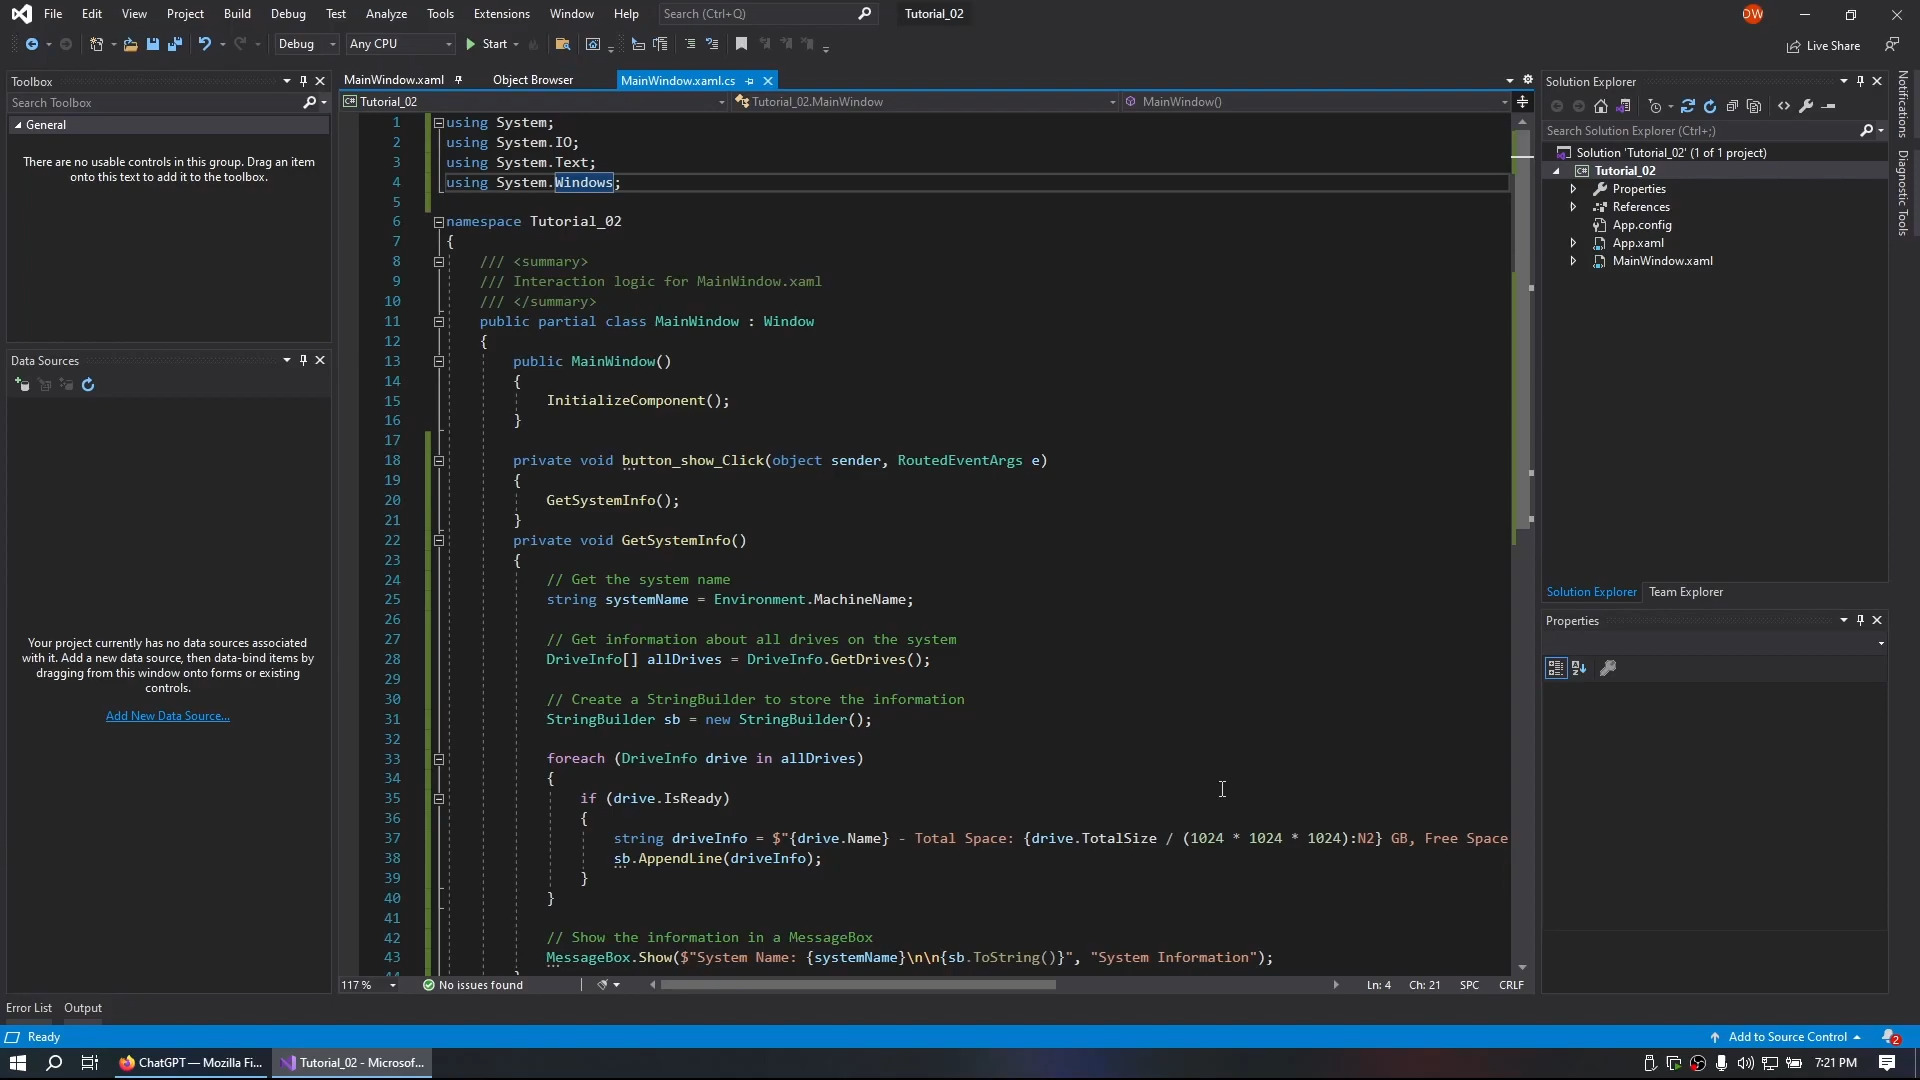 File Edit View Project Build Debug Test Analyze Tools Extensions Window Help Search (Ctrl+Q) Tutorial_02 DW
Debug Any CPU Start Live Share
Toolbox
Search Toolbox
General
There are no usable controls in this group. Drag an item
onto this text to add it to the toolbox.
Data Sources
Your project currently has no data sources associated
with it. Add a new data source, then data-bind items by
dragging from this window onto forms or existing
controls.
Add New Data Source...
MainWindow.xaml Object Browser MainWindow.xaml.cs
C# Tutorial_02 Tutorial_02.MainWindow MainWindow()
1 using System;
2 using System.IO;
3 using System.Text;
4 using System.Windows;
5
6 namespace Tutorial_02
7 {
8 /// <summary>
9 /// Interaction logic for MainWindow.xaml
10 /// </summary>
11 public partial class MainWindow : Window
12 {
13 public MainWindow()
14 {
15 InitializeComponent();
16 }
17
18 private void button_show_Click(object sender, RoutedEventArgs e)
19 {
20 GetSystemInfo();
21 }
22 private void GetSystemInfo()
23 {
24 // Get the system name
25 string systemName = Environment.MachineName;
26
27 // Get information about all drives on the system
28 DriveInfo[] allDrives = DriveInfo.GetDrives();
29
30 // Create a StringBuilder to store the information
31 StringBuilder sb = new StringBuilder();
32
33 foreach (DriveInfo drive in allDrives)
34 {
35 if (drive.IsReady)
36 {
37 string driveInfo = $"{drive.Name} - Total Space: {drive.TotalSize / (1024 * 1024 * 1024):N2} GB, Free Space
38 sb.AppendLine(driveInfo);
39 }
40 }
41
42 // Show the information in a MessageBox
43 MessageBox.Show($"System Name: {systemName}\n\n{sb.ToString()}", "System Information");
117 % No issues found Ln: 4 Ch: 21 SPC CRLF
Solution Explorer
Search Solution Explorer (Ctrl+;)
Solution 'Tutorial_02' (1 of 1 project)
C# Tutorial_02
Properties
References
App.config
App.xaml
MainWindow.xaml
Solution Explorer Team Explorer
Properties
Notifications
Diagnostic Tools
Error List Output
Ready Add to Source Control 2
ChatGPT — Mozilla Fi... Tutorial_02 - Microsof... 7:21 PM